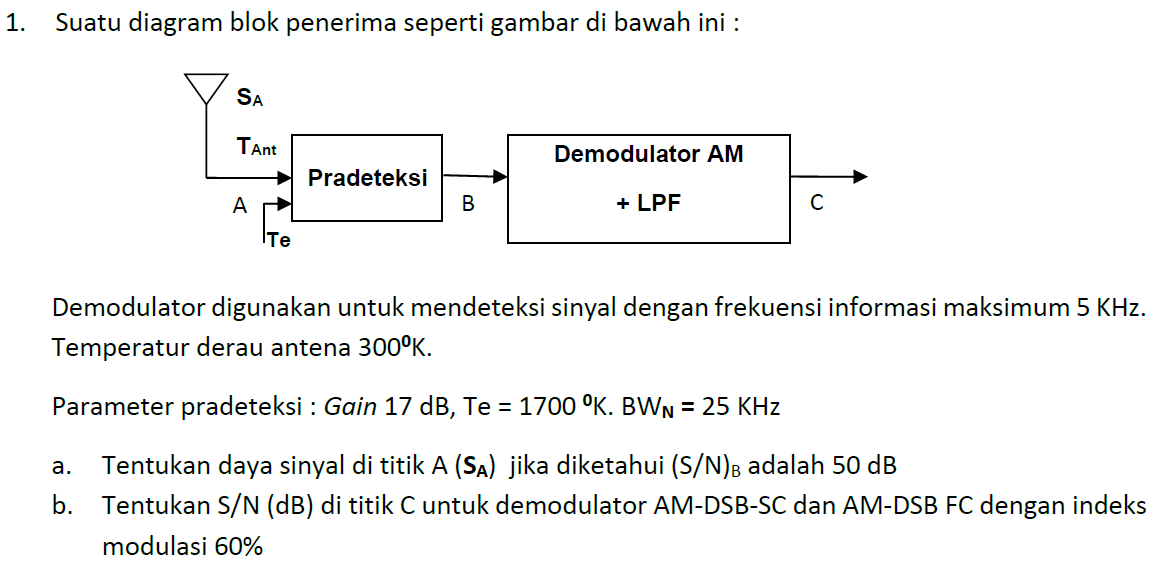 1. Suatu diagram blok penerima seperti gambar di bawah ini :
SA
TAnt
Pradeteksi
Demodulator AM
+ LPF
A
B
C
Te
Demodulator digunakan untuk mendeteksi sinyal dengan frekuensi informasi maksimum 5 KHz.
Temperatur derau antena 300⁰K.
Parameter pradeteksi : Gain 17 dB, Te = 1700 ⁰K. BWN = 25 KHz
a. Tentukan daya sinyal di titik A (SA) jika diketahui (S/N)B adalah 50 dB
b. Tentukan S/N (dB) di titik C untuk demodulator AM-DSB-SC dan AM-DSB FC dengan indeks
modulasi 60%